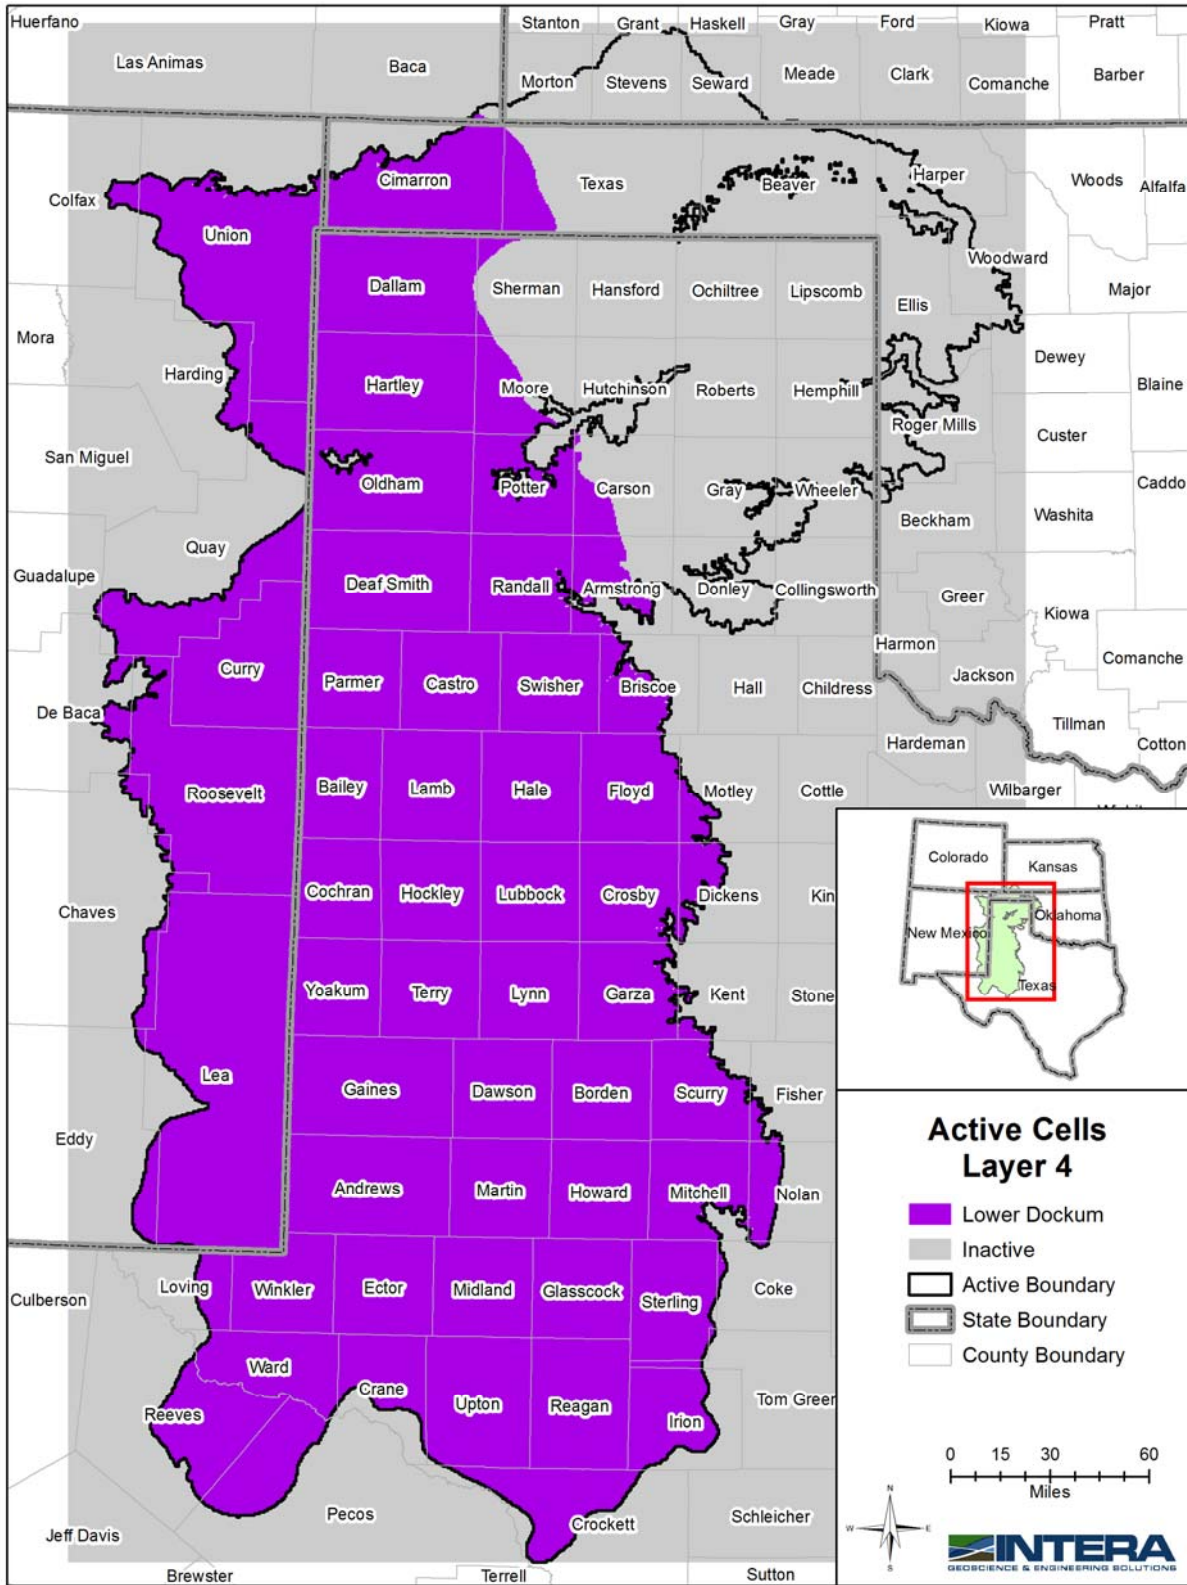 Huerfano
Stanton
Grant
Haskell
Gray
Ford
Kiowa
Pratt
Las Animas
Baca
Morton
Stevens
Seward
Meade
Clark
Comanche
Barber
Colfax
Cimarron
Texas
Beaver
Harper
Woods
Alfalfa
Union
Woodward
Dallam
Sherman
Hansford
Ochiltree
Lipscomb
Ellis
Major
Mora
Harding
Hartley
Moore
Hutchinson
Roberts
Hemphill
Dewey
Blaine
Roger Mills
Custer
San Miguel
Oldham
Potter
Carson
Gray
Wheeler
Caddo
Beckham
Washita
Quay
Guadalupe
Deaf Smith
Randall
Armstrong
Donley
Collingsworth
Greer
Kiowa
Harmon
Comanche
Curry
Parmer
Castro
Swisher
Briscoe
Hall
Childress
Jackson
De Baca
Tillman
Cotton
Hardeman
Roosevelt
Bailey
Lamb
Hale
Floyd
Motley
Cottle
Wilbarger
Chaves
Cochran
Hockley
Lubbock
Crosby
Dickens
Kin
Yoakum
Terry
Lynn
Garza
Kent
Stone
Lea
Gaines
Dawson
Borden
Scurry
Fisher
Eddy
Andrews
Martin
Howard
Mitchell
Nolan
Culberson
Loving
Winkler
Ector
Midland
Glasscock
Sterling
Coke
Ward
Crane
Upton
Reagan
Irion
Tom Green
Reeves
Pecos
Crockett
Schleicher
Jeff Davis
Brewster
Terrell
Sutton
Colorado
Kansas
New Mexico
Oklahoma
Texas
Active Cells
Layer 4
Lower Dockum
Inactive
Active Boundary
State Boundary
County Boundary
0 15 30 60
Miles
N
W
E
S
INTERA
GEOSCIENCE & ENGINEERING SOLUTIONS